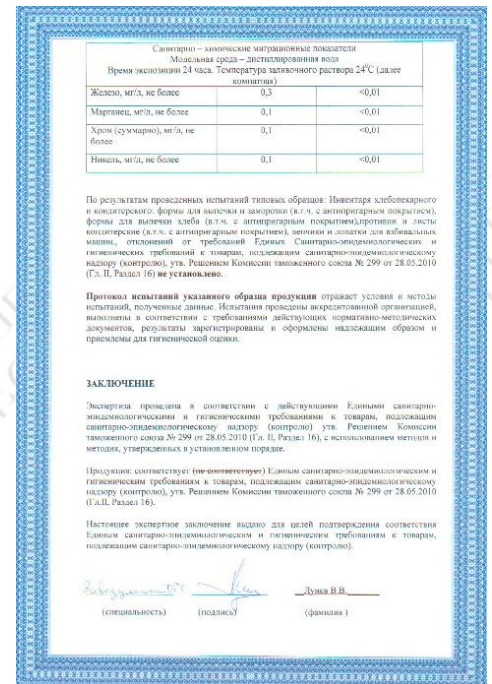 Санитарно – химические миграционные показатели
Модельная среда – дистиллированная вода
Время экспозиции 24 часа. Температура заливочного раствора 24⁰С (далее
комнатная)
Железо, мг/л, не более 0,3 <0,01
Марганец, мг/л, не более 0,1 <0,01
Хром (суммарно), мг/л, не
более 0,1 <0,01
Никель, мг/л, не более 0,1 <0,01
По результатам проведенных испытаний типовых образцов: Инвентаря хлебопекарного
и кондитерского: формы для выпечки и заморозки (в.т.ч. с антипригарным покрытием),
формы для выпечки хлеба (в.т.ч. с антипригарным покрытием),противни и листы
кондитерские (в.т.ч. с антипригарным покрытием), венчики и лопатки для взбивальных
машин., отклонений от требований Единых Санитарно-эпидемиологических и
гигиенических требований к товарам, подлежащим санитарно-эпидемиологическому
надзору (контролю), утв. Решением Комиссии таможенного союза № 299 от 28.05.2010
(Гл. II, Раздел 16) не установлено.
Протокол испытаний указанного образца продукции отражает условия и методы
испытаний, полученные данные. Испытания проведены аккредитованной организацией,
выполнены в соответствии с требованиями действующих нормативно-методических
документов, результаты зарегистрированы и оформлены надлежащим образом и
приемлемы для гигиенической оценки.
ЗАКЛЮЧЕНИЕ
Экспертиза проведена в соответствии с действующими Едиными санитарно-
эпидемиологическими и гигиеническими требованиями к товарам, подлежащим
санитарно-эпидемиологическому надзору (контролю) утв. Решением Комиссии
таможенного союза № 299 от 28.05.2010 (Гл. II, Раздел 16), с использованием методов и
методик, утвержденных в установленном порядке.
Продукция: соответствует (не соответствует) Единым санитарно-эпидемиологическим и
гигиеническим требованиям к товарам, подлежащим санитарно-эпидемиологическому
надзору (контролю), утв. Решением Комиссии таможенного союза № 299 от 28.05.2010
(Гл.II, Раздел 16).
Настоящее экспертное заключение выдано для целей подтверждения соответствия
Единым санитарно-эпидемиологическим и гигиеническим требованиям к товарам,
подлежащим санитарно-эпидемиологическому надзору (контролю).
Лунев В.В.
(специальность) (подпись) (фамилия )